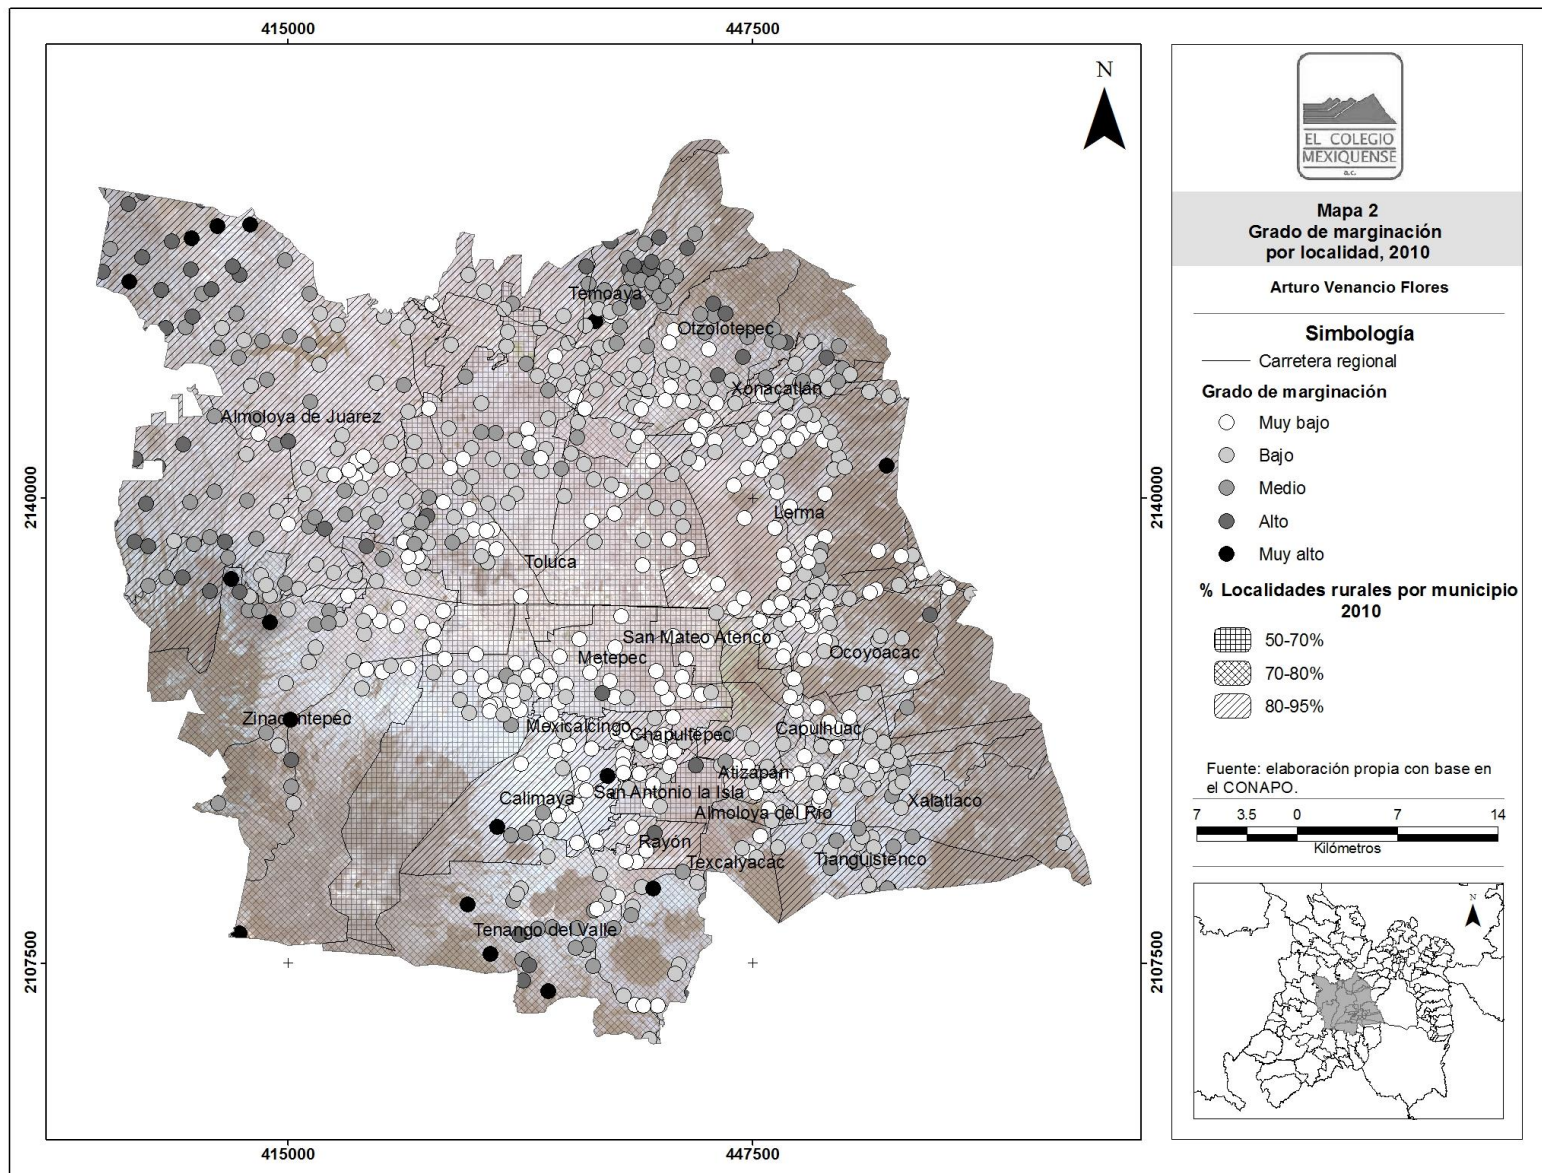 415000
447500
N
2140000
2140000
2107500
2107500
415000
447500
Temoaya
Otzolotepec
Xonacatlán
Almoloya de Juárez
Lerma
Toluca
San Mateo Atenco
Metepec
Ocoyoacac
Zinacantepec
Mexicalcingo
Chapultepec
Capulhuac
Atizapán
San Antonio la Isla
Calimaya
Xalatlaco
Almoloya del Río
Rayón
Texcalyacac
Tianguistenco
Tenango del Valle
EL COLEGIO
MEXIQUENSE
a.c.
Mapa 2
Grado de marginación
por localidad, 2010
Arturo Venancio Flores
Simbología
Carretera regional
Grado de marginación
Muy bajo
Bajo
Medio
Alto
Muy alto
% Localidades rurales por municipio
2010
50-70%
70-80%
80-95%
Fuente: elaboración propia con base en
el CONAPO.
7 3.5 0 7 14
Kilómetros
N